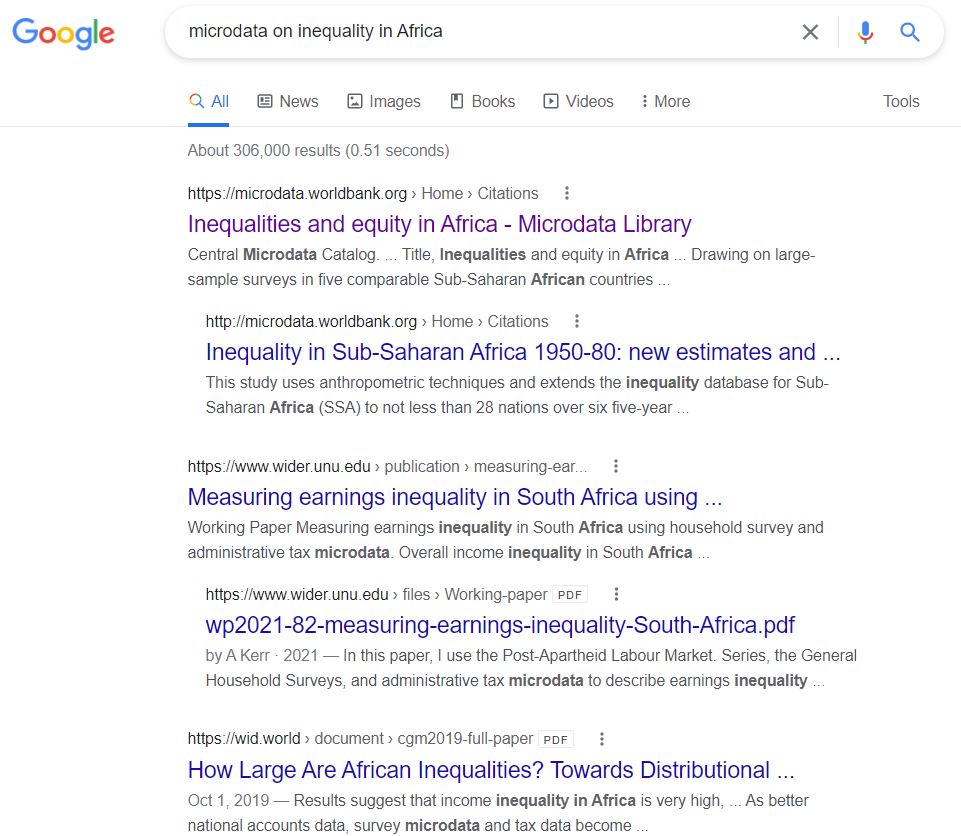 Google
microdata on inequality in Africa
All News Images Books Videos More Tools
About 306,000 results (0.51 seconds)
https://microdata.worldbank.org › Home › Citations
Inequalities and equity in Africa - Microdata Library
Central Microdata Catalog. ... Title, Inequalities and equity in Africa ... Drawing on large-
sample surveys in five comparable Sub-Saharan African countries ...
http://microdata.worldbank.org › Home › Citations
Inequality in Sub-Saharan Africa 1950-80: new estimates and ...
This study uses anthropometric techniques and extends the inequality database for Sub-
Saharan Africa (SSA) to not less than 28 nations over six five-year ...
https://www.wider.unu.edu › publication › measuring-ear...
Measuring earnings inequality in South Africa using ...
Working Paper Measuring earnings inequality in South Africa using household survey and
administrative tax microdata. Overall income inequality in South Africa ...
https://www.wider.unu.edu › files › Working-paper PDF
wp2021-82-measuring-earnings-inequality-South-Africa.pdf
by A Kerr · 2021 — In this paper, I use the Post-Apartheid Labour Market. Series, the General
Household Surveys, and administrative tax microdata to describe earnings inequality ...
https://wid.world › document › cgm2019-full-paper PDF
How Large Are African Inequalities? Towards Distributional ...
Oct 1, 2019 — Results suggest that income inequality in Africa is very high, ... As better
national accounts data, survey microdata and tax data become ...